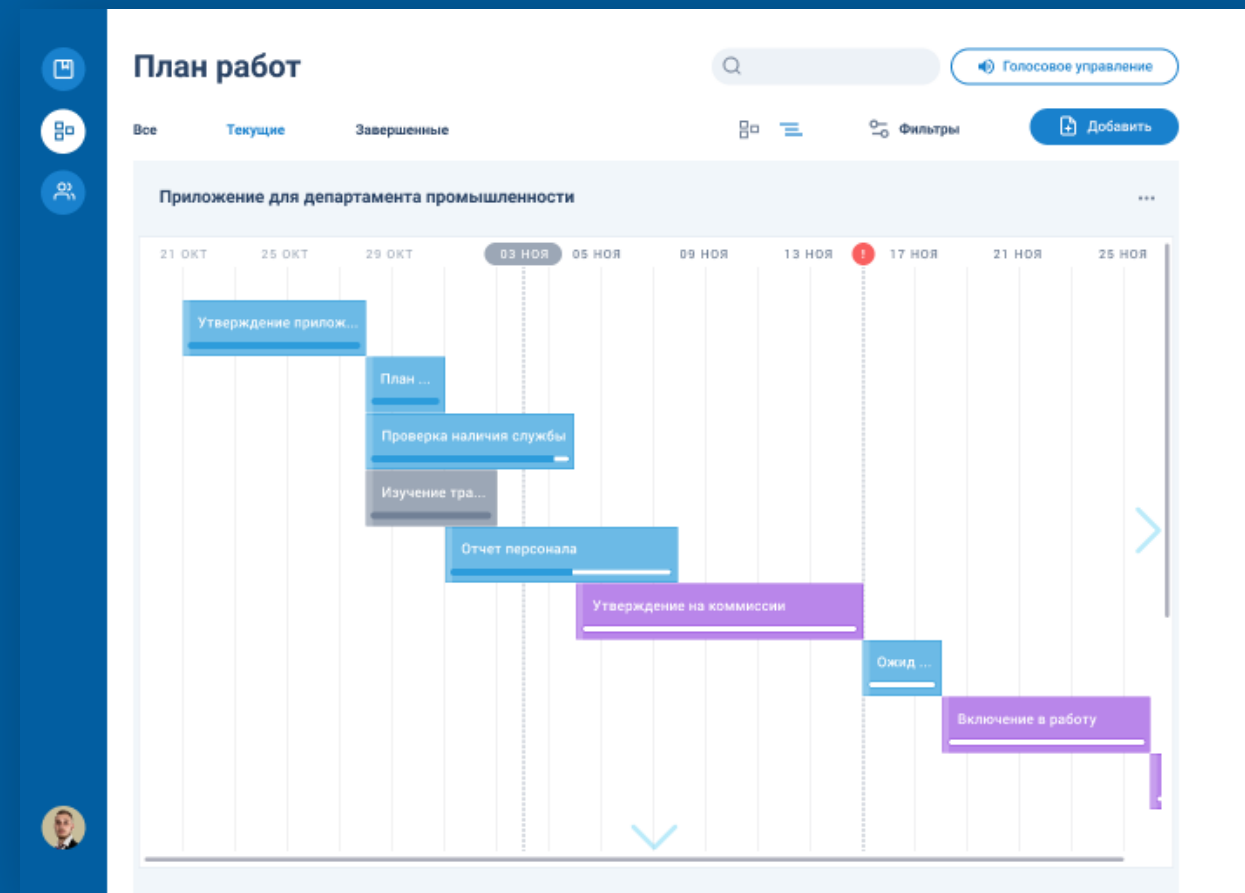 План работ
Голосовое управление
Все Текущие Завершенные
Фильтры
Добавить
Приложение для департамента промышленности
21 ОКТ 25 ОКТ 29 ОКТ 03 НОЯ 05 НОЯ 09 НОЯ 13 НОЯ ! 17 НОЯ 21 НОЯ 25 НОЯ
Утверждение прилож...
План ...
Проверка наличия службы
Изучение тра...
Отчет персонала
Утверждение на коммиссии
Ожид ...
Включение в работу